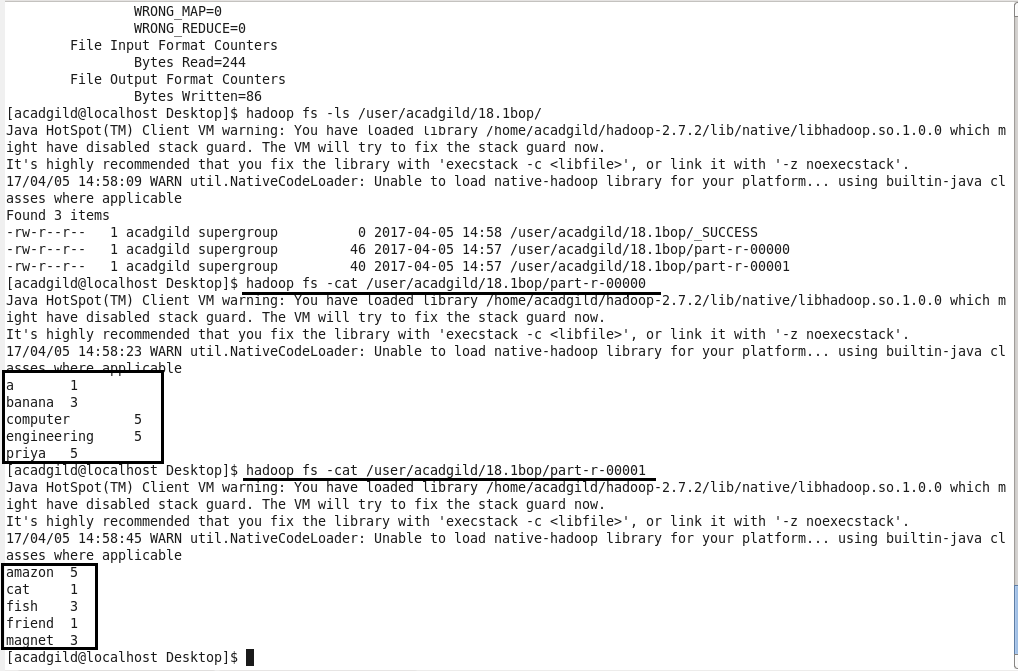 WRONG_MAP=0
WRONG_REDUCE=0
File Input Format Counters
Bytes Read=244
File Output Format Counters
Bytes Written=86
[acadgild@localhost Desktop]$ hadoop fs -ls /user/acadgild/18.1bop/
Java HotSpot(TM) Client VM warning: You have loaded library /home/acadgild/hadoop-2.7.2/lib/native/libhadoop.so.1.0.0 which m
ight have disabled stack guard. The VM will try to fix the stack guard now.
It's highly recommended that you fix the library with 'execstack -c <libfile>', or link it with '-z noexecstack'.
17/04/05 14:58:09 WARN util.NativeCodeLoader: Unable to load native-hadoop library for your platform... using builtin-java cl
asses where applicable
Found 3 items
-rw-r--r--   1 acadgild supergroup          0 2017-04-05 14:58 /user/acadgild/18.1bop/_SUCCESS
-rw-r--r--   1 acadgild supergroup         46 2017-04-05 14:57 /user/acadgild/18.1bop/part-r-00000
-rw-r--r--   1 acadgild supergroup         40 2017-04-05 14:57 /user/acadgild/18.1bop/part-r-00001
[acadgild@localhost Desktop]$ hadoop fs -cat /user/acadgild/18.1bop/part-r-00000
Java HotSpot(TM) Client VM warning: You have loaded library /home/acadgild/hadoop-2.7.2/lib/native/libhadoop.so.1.0.0 which m
ight have disabled stack guard. The VM will try to fix the stack guard now.
It's highly recommended that you fix the library with 'execstack -c <libfile>', or link it with '-z noexecstack'.
17/04/05 14:58:23 WARN util.NativeCodeLoader: Unable to load native-hadoop library for your platform... using builtin-java cl
asses where applicable
a       1
banana  3
computer        5
engineering     5
priya   5
[acadgild@localhost Desktop]$ hadoop fs -cat /user/acadgild/18.1bop/part-r-00001
Java HotSpot(TM) Client VM warning: You have loaded library /home/acadgild/hadoop-2.7.2/lib/native/libhadoop.so.1.0.0 which m
ight have disabled stack guard. The VM will try to fix the stack guard now.
It's highly recommended that you fix the library with 'execstack -c <libfile>', or link it with '-z noexecstack'.
17/04/05 14:58:45 WARN util.NativeCodeLoader: Unable to load native-hadoop library for your platform... using builtin-java cl
asses where applicable
amazon  5
cat     1
fish    3
friend  1
magnet  3
[acadgild@localhost Desktop]$